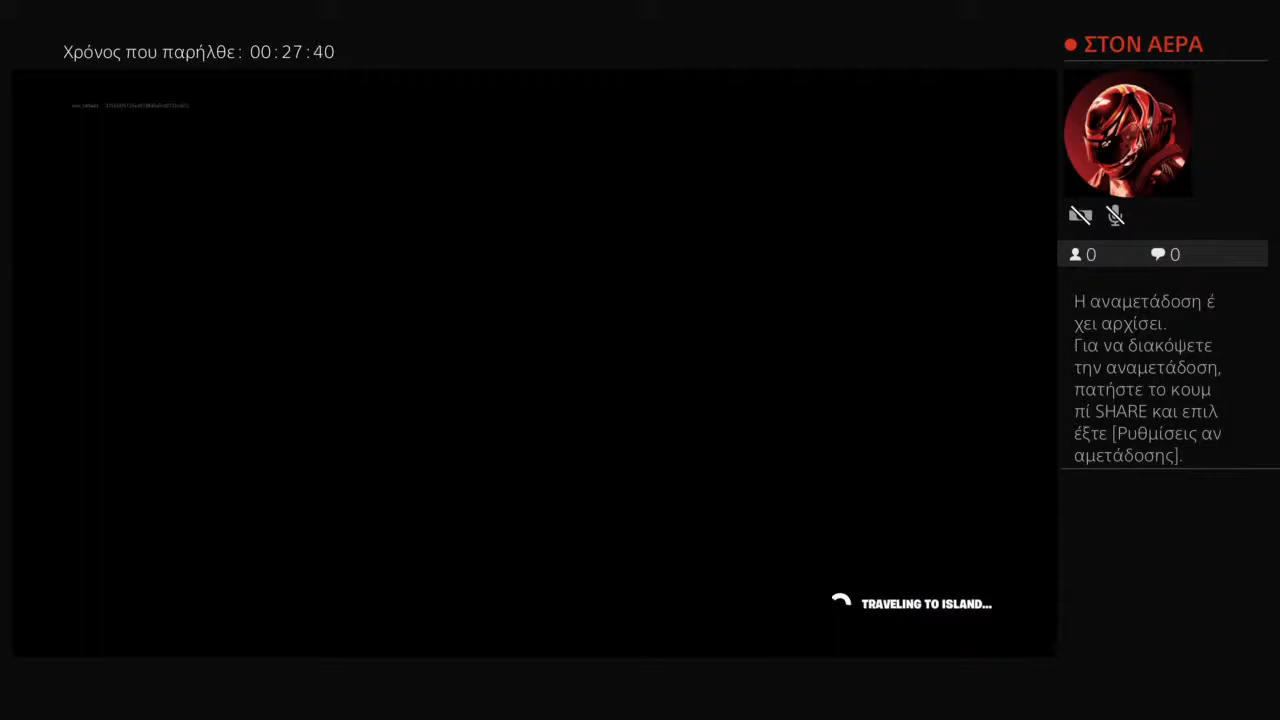 Χρόνος που παρήλθε: 00:27:40
ΣΤΟΝ ΑΕΡΑ
0
0
Η αναμετάδοση έ
χει αρχίσει.
Για να διακόψετε
την αναμετάδοση,
πατήστε το κουμ
πί SHARE και επιλ
έξτε [Ρυθμίσεις αν
αμετάδοσης].
TRAVELING TO ISLAND...